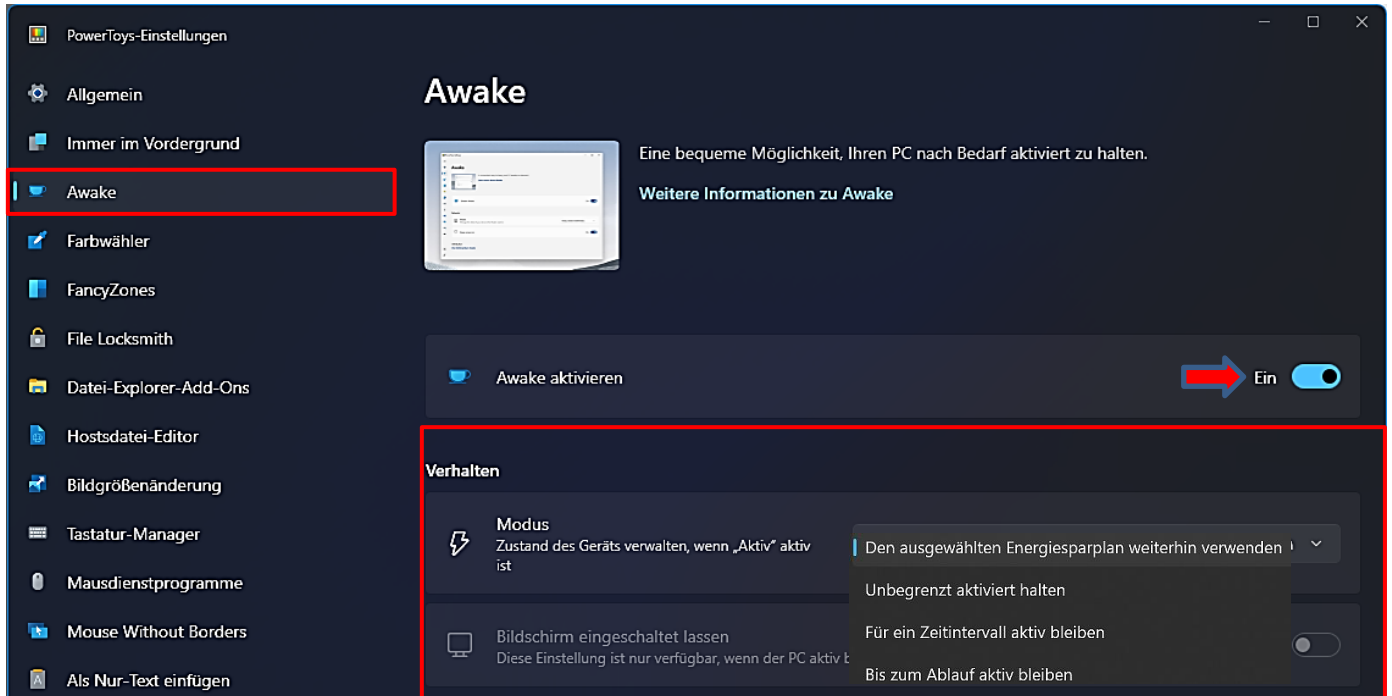 PowerToys-Einstellungen
Allgemein
Immer im Vordergrund
Awake
Farbwähler
FancyZones
File Locksmith
Datei-Explorer-Add-Ons
Hostsdatei-Editor
Bildgrößenänderung
Tastatur-Manager
Mausdienstprogramme
Mouse Without Borders
Als Nur-Text einfügen
Awake
Eine bequeme Möglichkeit, Ihren PC nach Bedarf aktiviert zu halten.
Weitere Informationen zu Awake
Awake aktivieren
Ein
Verhalten
Modus
Zustand des Geräts verwalten, wenn „Aktiv" aktiv
ist
Den ausgewählten Energiesparplan weiterhin verwenden
Unbegrenzt aktiviert halten
Für ein Zeitintervall aktiv bleiben
Bis zum Ablauf aktiv bleiben
Bildschirm eingeschaltet lassen
Diese Einstellung ist nur verfügbar, wenn der PC aktiv